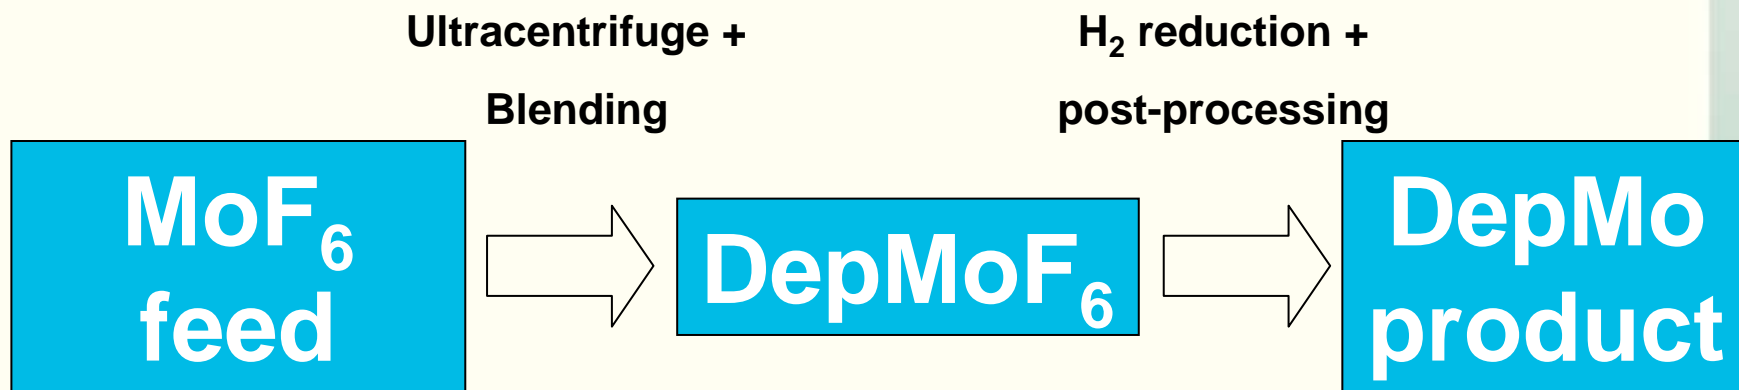 Ultracentrifuge +
Blending
H₂ reduction +
post-processing
MoF₆
feed
DepMoF₆
DepMo
product